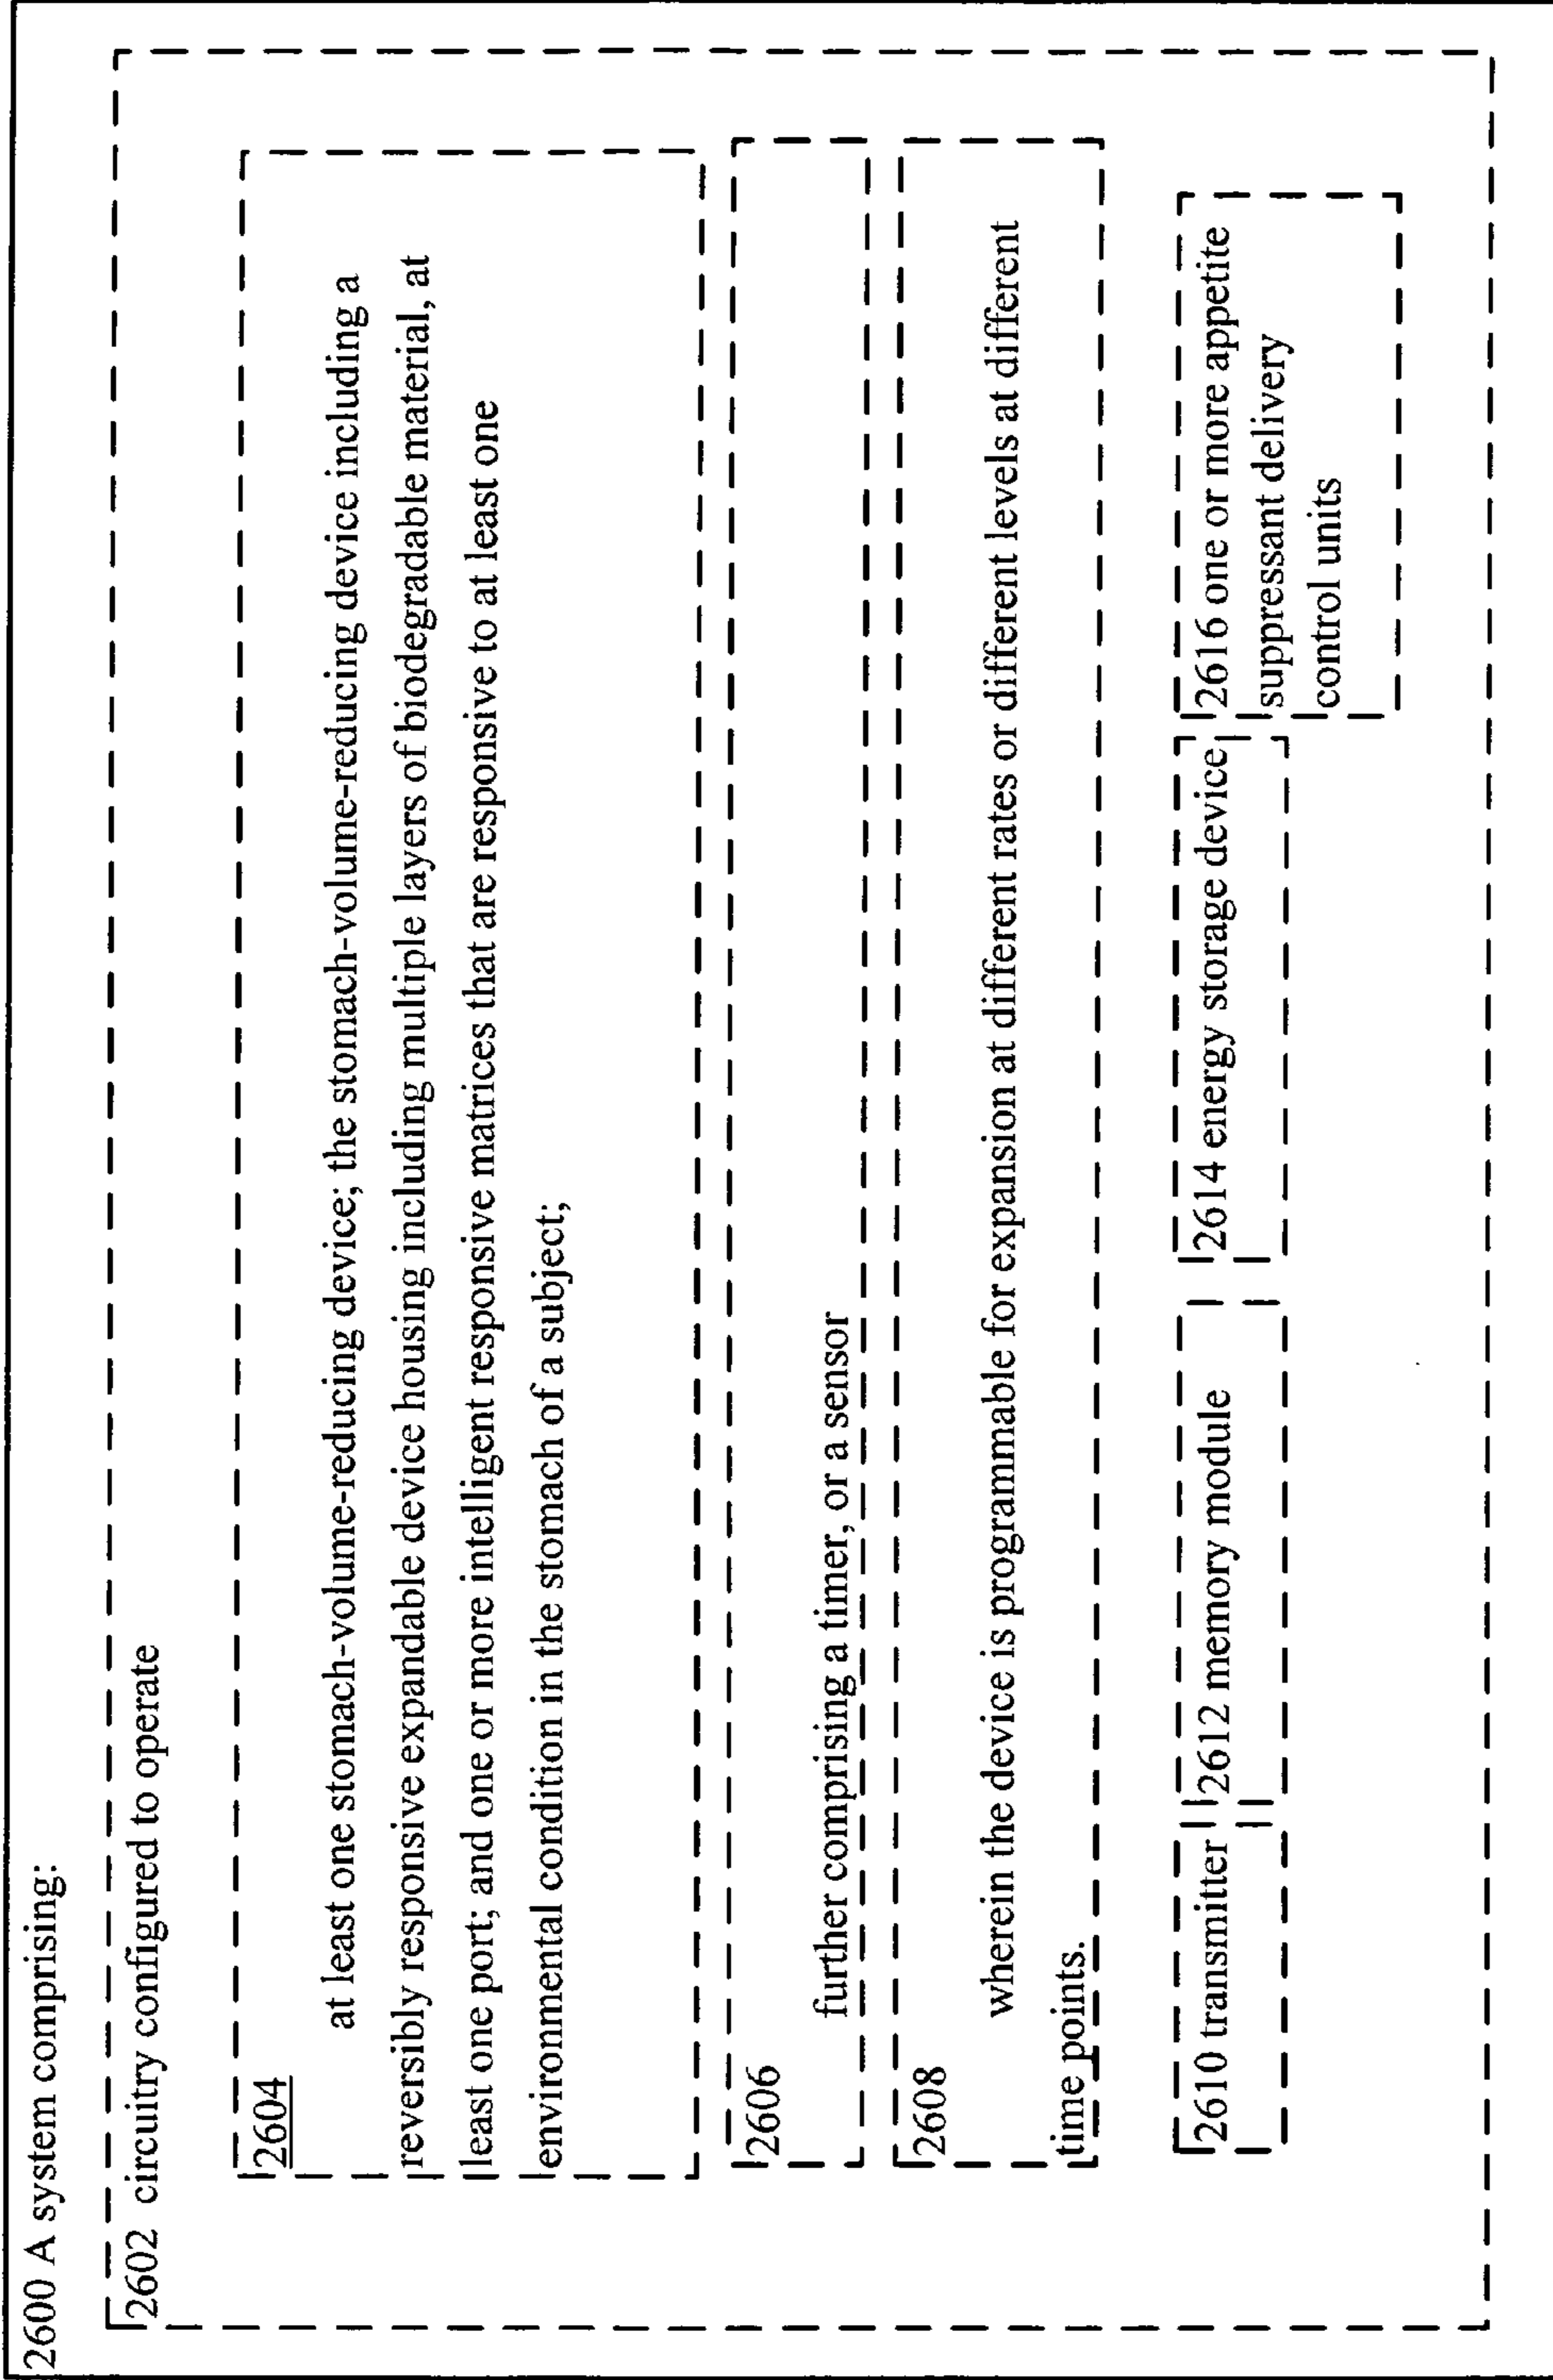 2600 A system comprising:
2602 circuitry configured to operate
2604
at least one stomach-volume-reducing device; the stomach-volume-reducing device including a
reversibly responsive expandable device housing including multiple layers of biodegradable material, at
least one port; and one or more intelligent responsive matrices that are responsive to at least one
environmental condition in the stomach of a subject;
2606
further comprising a timer, or a sensor
2608
wherein the device is programmable for expansion at different rates or different levels at different
time points.
2610 transmitter
2612 memory module
2614 energy storage device
2616 one or more appetite
suppressant delivery
control units